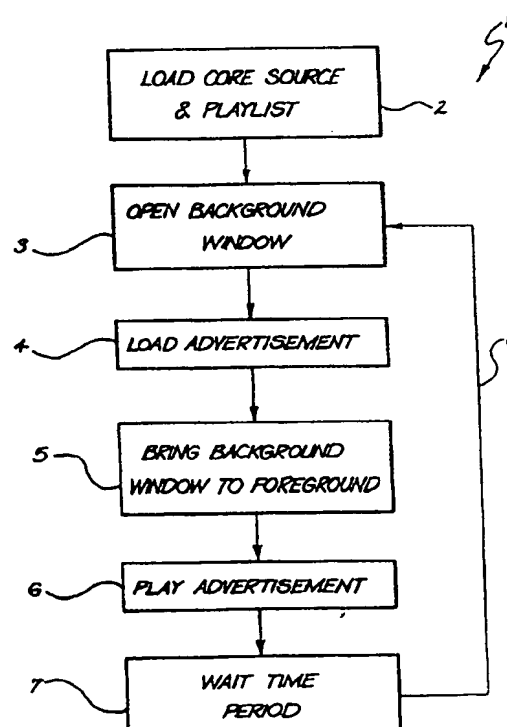 LOAD CORE SOURCE
& PLAYLIST
2
OPEN BACKGROUND
WINDOW
3
LOAD ADVERTISEMENT
4
BRING BACKGROUND
WINDOW TO FOREGROUND
5
PLAY ADVERTISEMENT
6
WAIT TIME
PERIOD
7